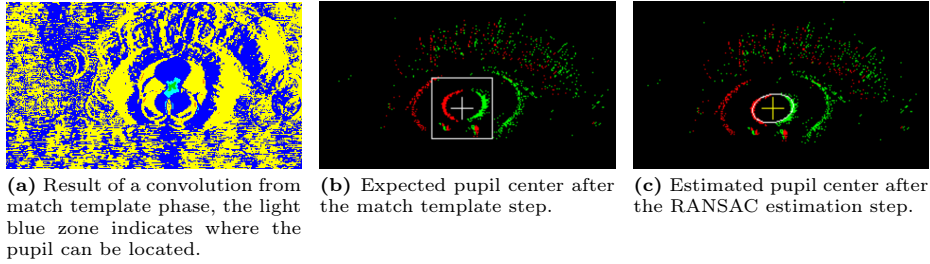 (a) Result of a convolution from
match template phase, the light
blue zone indicates where the
pupil can be located.
(b) Expected pupil center after
the match template step.
(c) Estimated pupil center after
the RANSAC estimation step.